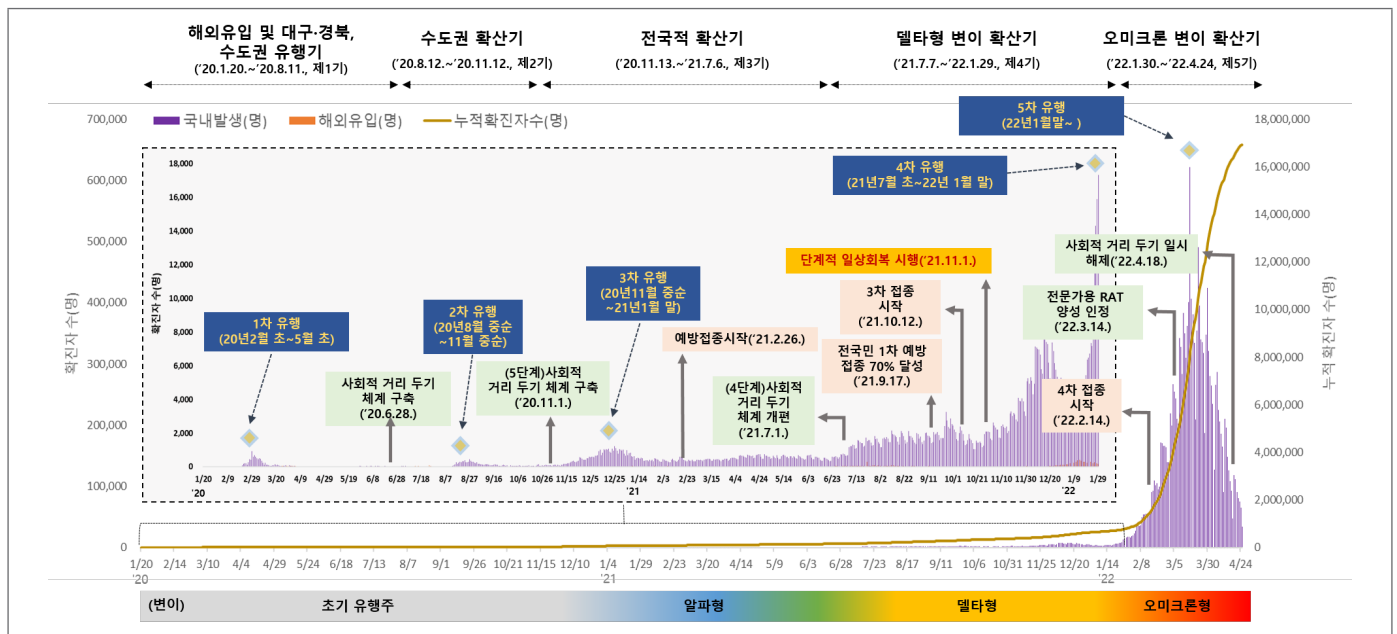 해외유입 및 대구·경북,
수도권 유행기
('20.1.20.~'20.8.11., 제1기)
수도권 확산기
('20.8.12.~'20.11.12., 제2기)
전국적 확산기
('20.11.13.~'21.7.6., 제3기)
델타형 변이 확산기
('21.7.7.~'22.1.29., 제4기)
오미크론 변이 확산기
('22.1.30.~'22.4.24, 제5기)
국내발생(명) 해외유입(명) 누적확진자수(명)
확진자 수(명)
700,000
600,000
500,000
400,000
300,000
200,000
100,000
0
확진자 수(명)
18,000
16,000
14,000
12,000
10,000
8,000
6,000
4,000
2,000
0
1차 유행
(20년2월 초~5월 초)
사회적 거리 두기
체계 구축
('20.6.28.)
2차 유행
(20년8월 중순
~11월 중순)
(5단계)사회적
거리 두기 체계 구축
('20.11.1.)
3차 유행
(20년11월 중순
~21년1월 말)
예방접종시작('21.2.26.)
(4단계)사회적
거리 두기
체계 개편
('21.7.1.)
단계적 일상회복 시행('21.11.1.)
3차 접종
시작
('21.10.12.)
전국민 1차 예방
접종 70% 달성
('21.9.17.)
4차 유행
(21년7월 초~22년 1월 말)
5차 유행
(22년1월말~ )
사회적 거리 두기 일시
해제('22.4.18.)
전문가용 RAT
양성 인정
('22.3.14.)
4차 접종
시작
('22.2.14.)
1/20 2/9 2/29 3/20 4/9 4/29 5/19 6/8 6/28 7/18 8/7 8/27 9/16 10/6 10/26 11/15 12/5 12/25 1/14 2/3 2/23 3/15 4/4 4/24 5/14 6/3 6/23 7/13 8/2 8/22 9/11 10/1 10/21 11/10 11/30 12/20 1/9 1/29
'20 '21 '22
18,000,000
16,000,000
14,000,000
12,000,000
10,000,000
8,000,000
6,000,000
4,000,000
2,000,000
0
누적 확진자 수(명)
1/20 2/14 3/10 4/4 4/29 5/24 6/18 7/13 8/7 9/1 9/26 10/21 11/15 12/10 1/4 1/29 2/23 3/20 4/14 5/9 6/3 6/28 7/23 8/17 9/11 10/6 10/31 11/25 12/20 1/14 2/8 3/5 3/30 4/24
'20 '21 '22
(변이) 초기 유행주 알파형 델타형 오미크론형